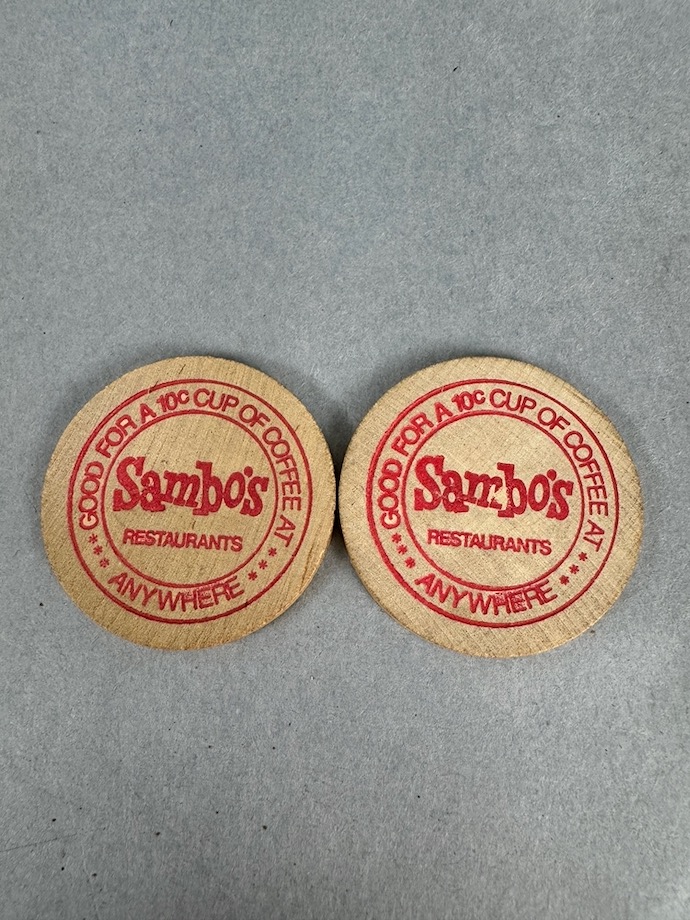 GOOD FOR A 10¢ CUP OF COFFEE AT
Sambo's
RESTAURANTS
*** ANYWHERE ***
GOOD FOR A 10¢ CUP OF COFFEE AT
Sambo's
RESTAURANTS
*** ANYWHERE ***